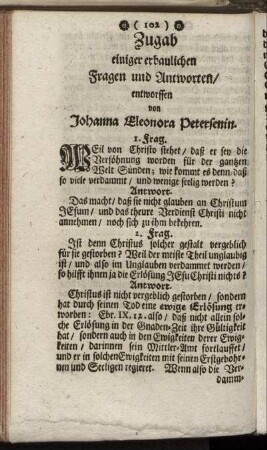 ( 102 )
Zugab
einiger erbaulichen
Fragen und Antworten/
entworffen
von
Johanna Eleonora Petersenin.
1. Frag.
WEil von Christo stehet/ daß er sey die
Versöhnung worden für der gantzen
Welt Sünden; wie kommt es denn/ daß
so viele verdammt/ und wenige seelig werden?
Antwort.
Das macht/ daß sie nicht glauben an Christum
JEsum/ und das theure Verdienst Christi nicht
annehmen/ noch sich zu ihm bekehren.
2. Frag.
Ist denn Christus solcher gestalt vergeblich
für sie gestorben? Weil der meiste Theil unglaubig
ist/ und also im Unglauben verdammet werden/
so hilfft ihnen ja die Erlösung JEsu Christi nichts?
Antwort.
Christus ist nicht vergeblich gestorben/ sondern
hat durch seinen Tod eine ewige Erlösung er-
worben: Ebr. IX. 12. also/ daß nicht allein sol-
che Erlösung in der Gnaden-Zeit ihre Gültigkeit
hat/ sondern auch in den Ewigkeiten derer Ewig-
keiten/ darinnen sein Mittler-Amt fortlauffet/
und er in solchen Ewigkeiten mit seinen Erstgebohr-
nen und Seeligen regieret. Wenn also die Ver-
damm-